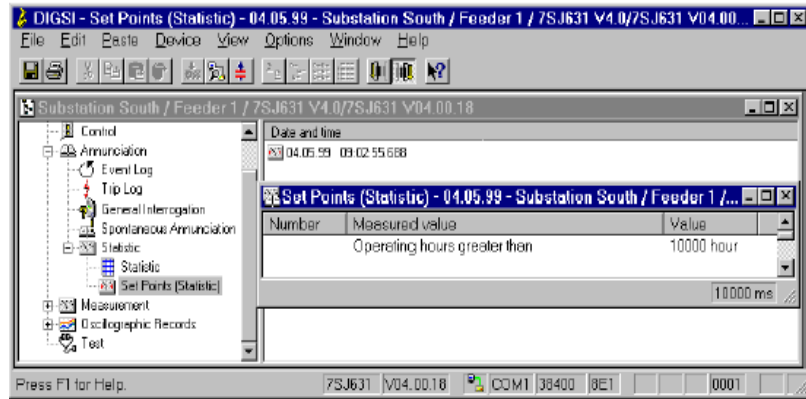 DIGSI - Set Points (Statistic) - 04.05.99 - Substation South / Feeder 1 / 7SJ631 V4.0/7SJ631 V04.00...
File Edit Paste Device View Options Window Help
Substation South / Feeder 1 / 7SJ631 V4.0/7SJ631 V04.00.18
Control
Annunciation
Event Log
Trip Log
General Interrogation
Spontaneous Annunciation
Statistic
Statistic
Set Points (Statistic)
Measurement
Oscillographic Records
Test
Date and time
04.05.99 09:02:55.688
Set Points (Statistic) - 04.05.99 - Substation South / Feeder 1 /...
Number Measured value Value
Operating hours greater than 10000 hour
10000 ms
Press F1 for Help. 7SJ631 V04.00.18 COM1 38400 8E1 0001